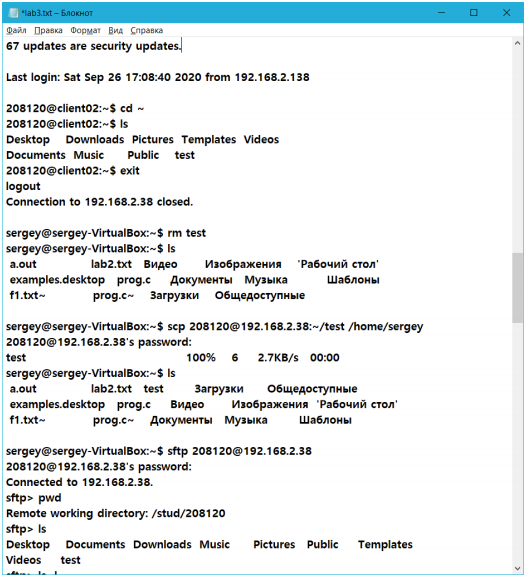 *lab3.txt – Блокнот
Файл Правка Формат Вид Справка
67 updates are security updates.
Last login: Sat Sep 26 17:08:40 2020 from 192.168.2.138
208120@client02:~$ cd ~
208120@client02:~$ ls
Desktop Downloads Pictures Templates Videos
Documents Music Public test
208120@client02:~$ exit
logout
Connection to 192.168.2.38 closed.
sergey@sergey-VirtualBox:~$ rm test
sergey@sergey-VirtualBox:~$ ls
a.out lab2.txt Видео Изображения 'Рабочий стол'
examples.desktop prog.c Документы Музыка Шаблоны
f1.txt~ prog.c~ Загрузки Общедоступные
sergey@sergey-VirtualBox:~$ scp 208120@192.168.2.38:~/test /home/sergey
208120@192.168.2.38's password:
test 100% 6 2.7KB/s 00:00
sergey@sergey-VirtualBox:~$ ls
a.out lab2.txt test Загрузки Общедоступные
examples.desktop prog.c Видео Изображения 'Рабочий стол'
f1.txt~ prog.c~ Документы Музыка Шаблоны
sergey@sergey-VirtualBox:~$ sftp 208120@192.168.2.38
208120@192.168.2.38's password:
Connected to 192.168.2.38.
sftp> pwd
Remote working directory: /stud/208120
sftp> ls
Desktop Documents Downloads Music Pictures Public Templates
Videos test